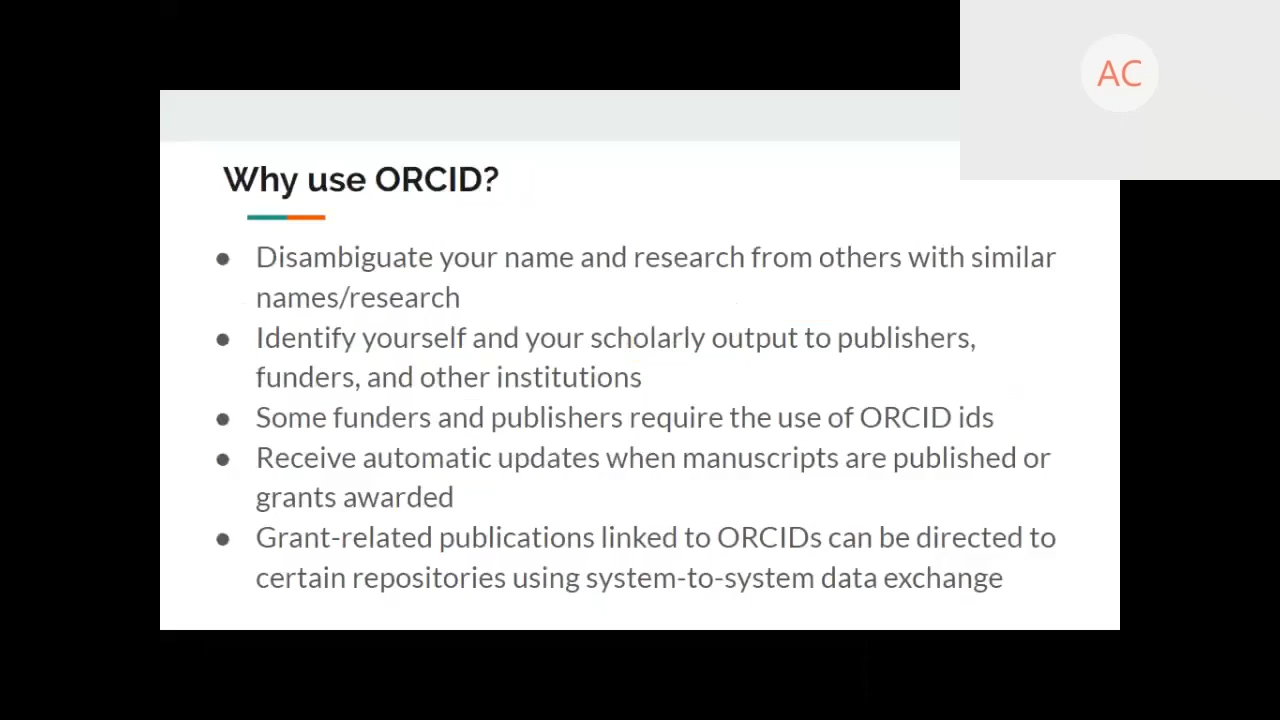 AC
Why use ORCID?
● Disambiguate your name and research from others with similar
names/research
● Identify yourself and your scholarly output to publishers,
funders, and other institutions
● Some funders and publishers require the use of ORCID ids
● Receive automatic updates when manuscripts are published or
grants awarded
● Grant-related publications linked to ORCIDs can be directed to
certain repositories using system-to-system data exchange